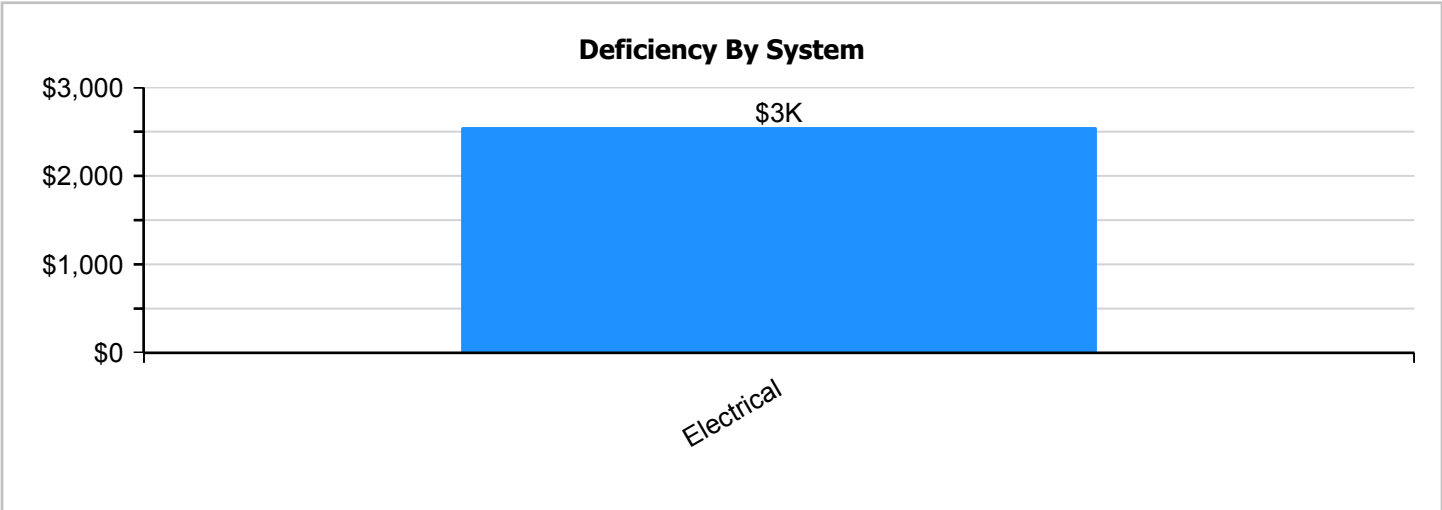 Deficiency By System
$3,000
$3K
$2,000
$1,000
$0
Electrical